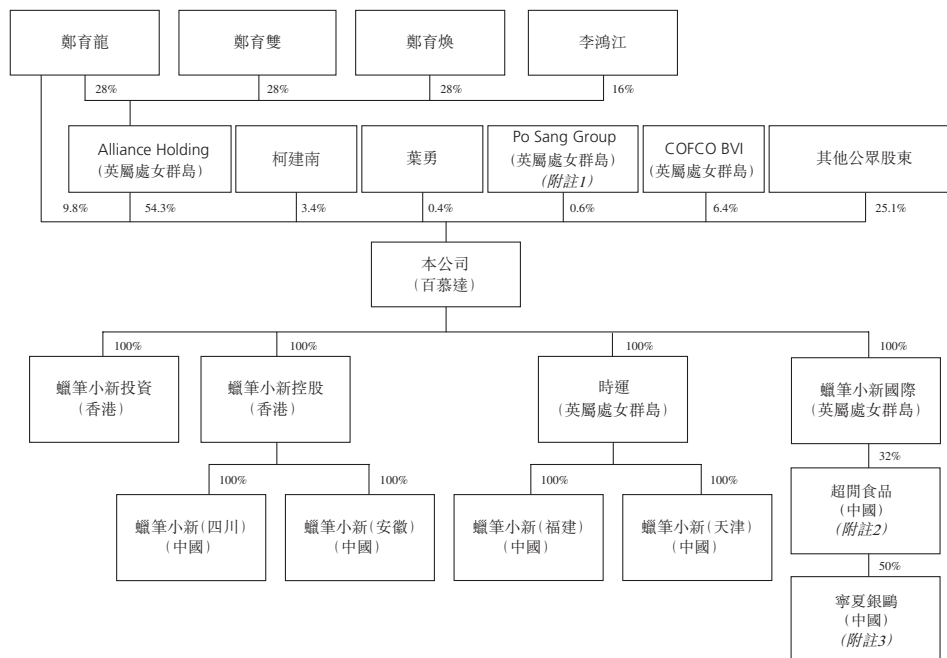 鄭育龍
鄭育雙
鄭育煥
李鴻江
28%
28%
28%
16%
Alliance Holding
(英屬處女群島)
柯建南
葉勇
Po Sang Group
(英屬處女群島)
(附註1)
COFCO BVI
(英屬處女群島)
其他公眾股東
9.8%
54.3%
3.4%
0.4%
0.6%
6.4%
25.1%
本公司
(百慕達)
100%
100%
100%
100%
蠟筆小新投資
(香港)
蠟筆小新控股
(香港)
時運
(英屬處女群島)
蠟筆小新國際
(英屬處女群島)
100%
100%
100%
100%
32%
蠟筆小新(四川)
(中國)
蠟筆小新(安徽)
(中國)
蠟筆小新(福建)
(中國)
蠟筆小新(天津)
(中國)
超閒食品
(中國)
(附註2)
50%
寧夏銀鷗
(中國)
(附註3)